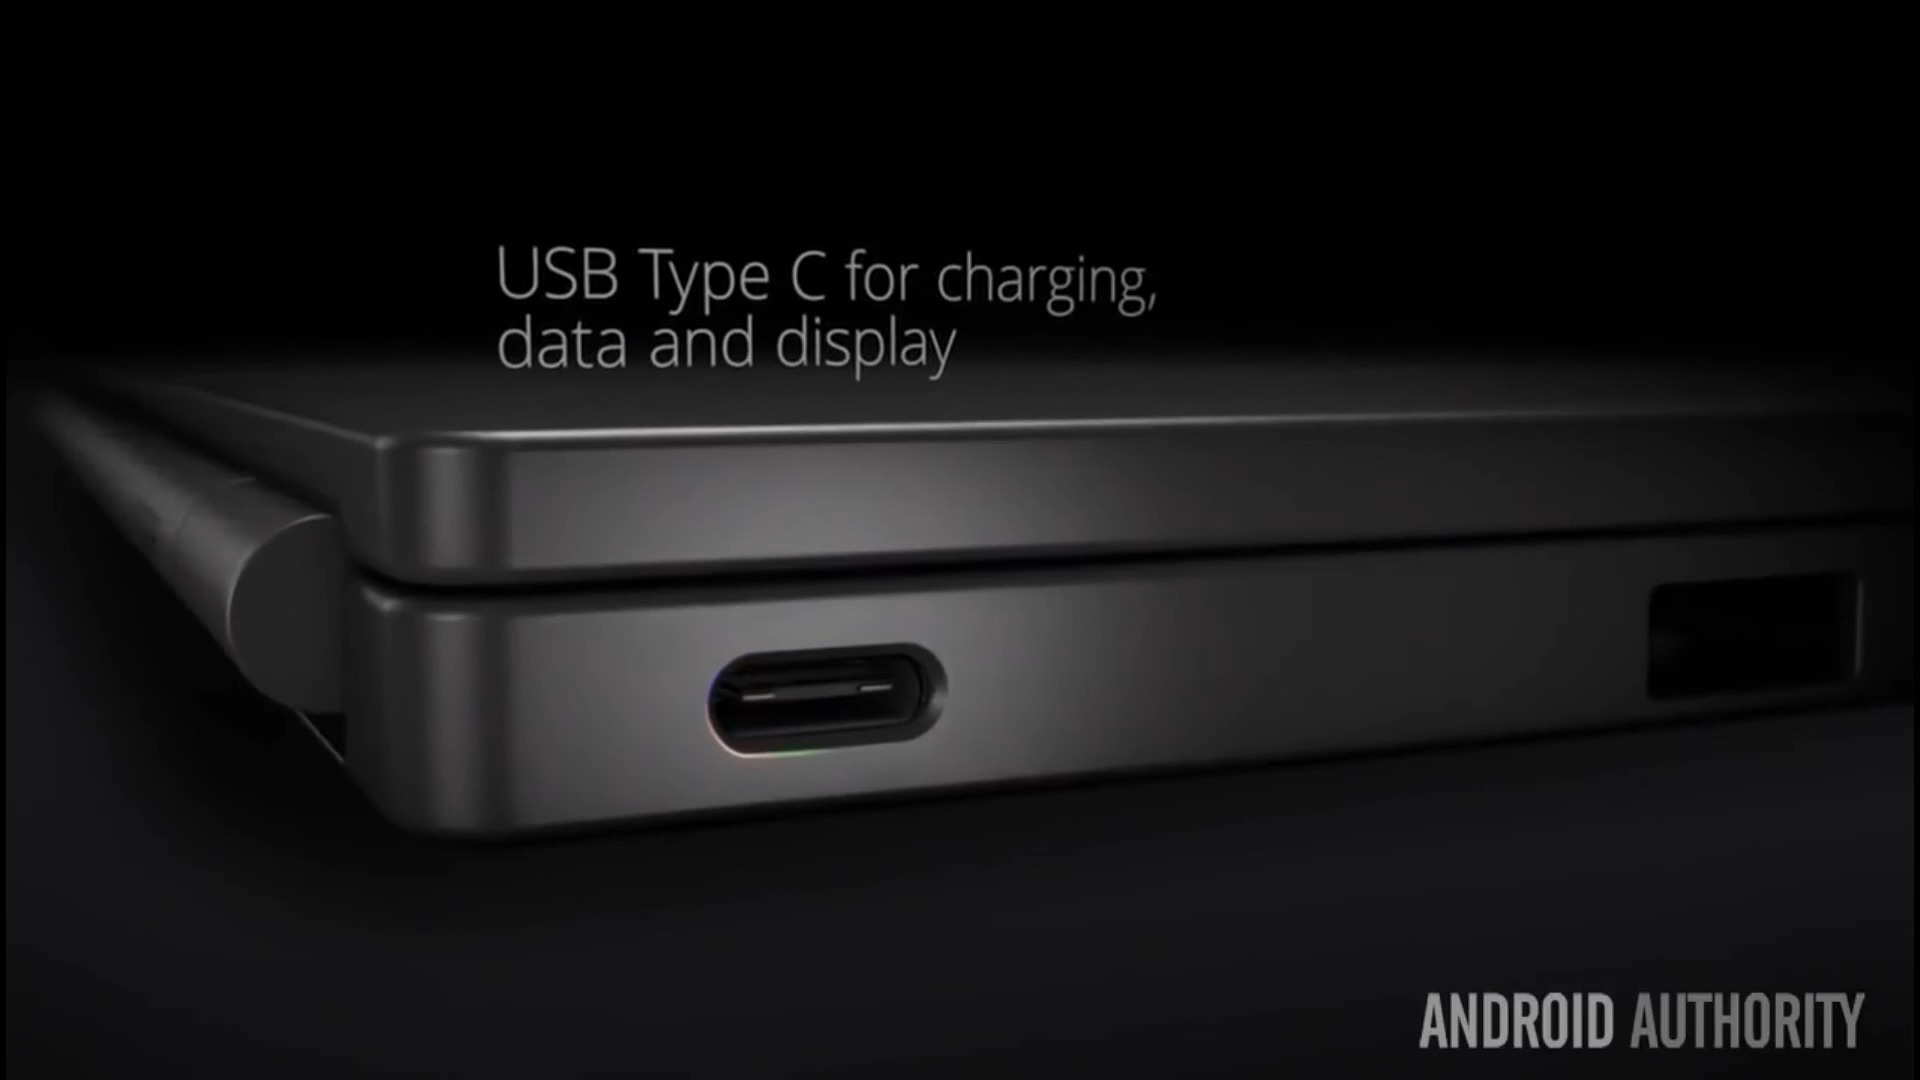 USB Type C for charging,
data and display
ANDROID AUTHORITY